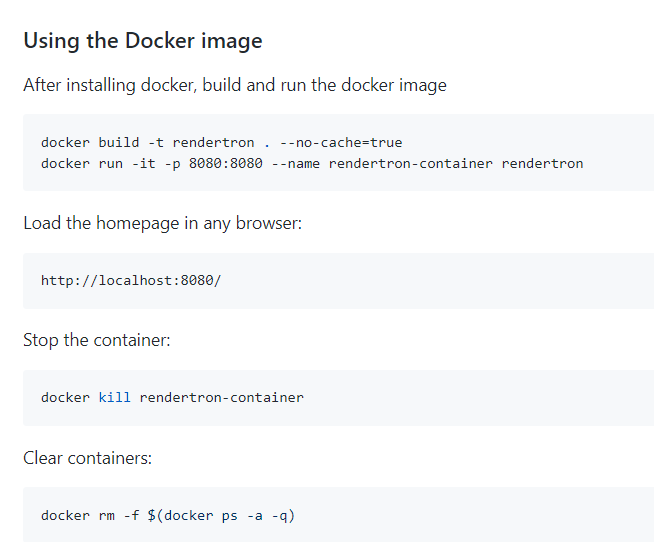 Using the Docker image
After installing docker, build and run the docker image
docker build -t rendertron . --no-cache=true
docker run -it -p 8080:8080 --name rendertron-container rendertron
Load the homepage in any browser:
http://localhost:8080/
Stop the container:
docker kill rendertron-container
Clear containers:
docker rm -f $(docker ps -a -q)